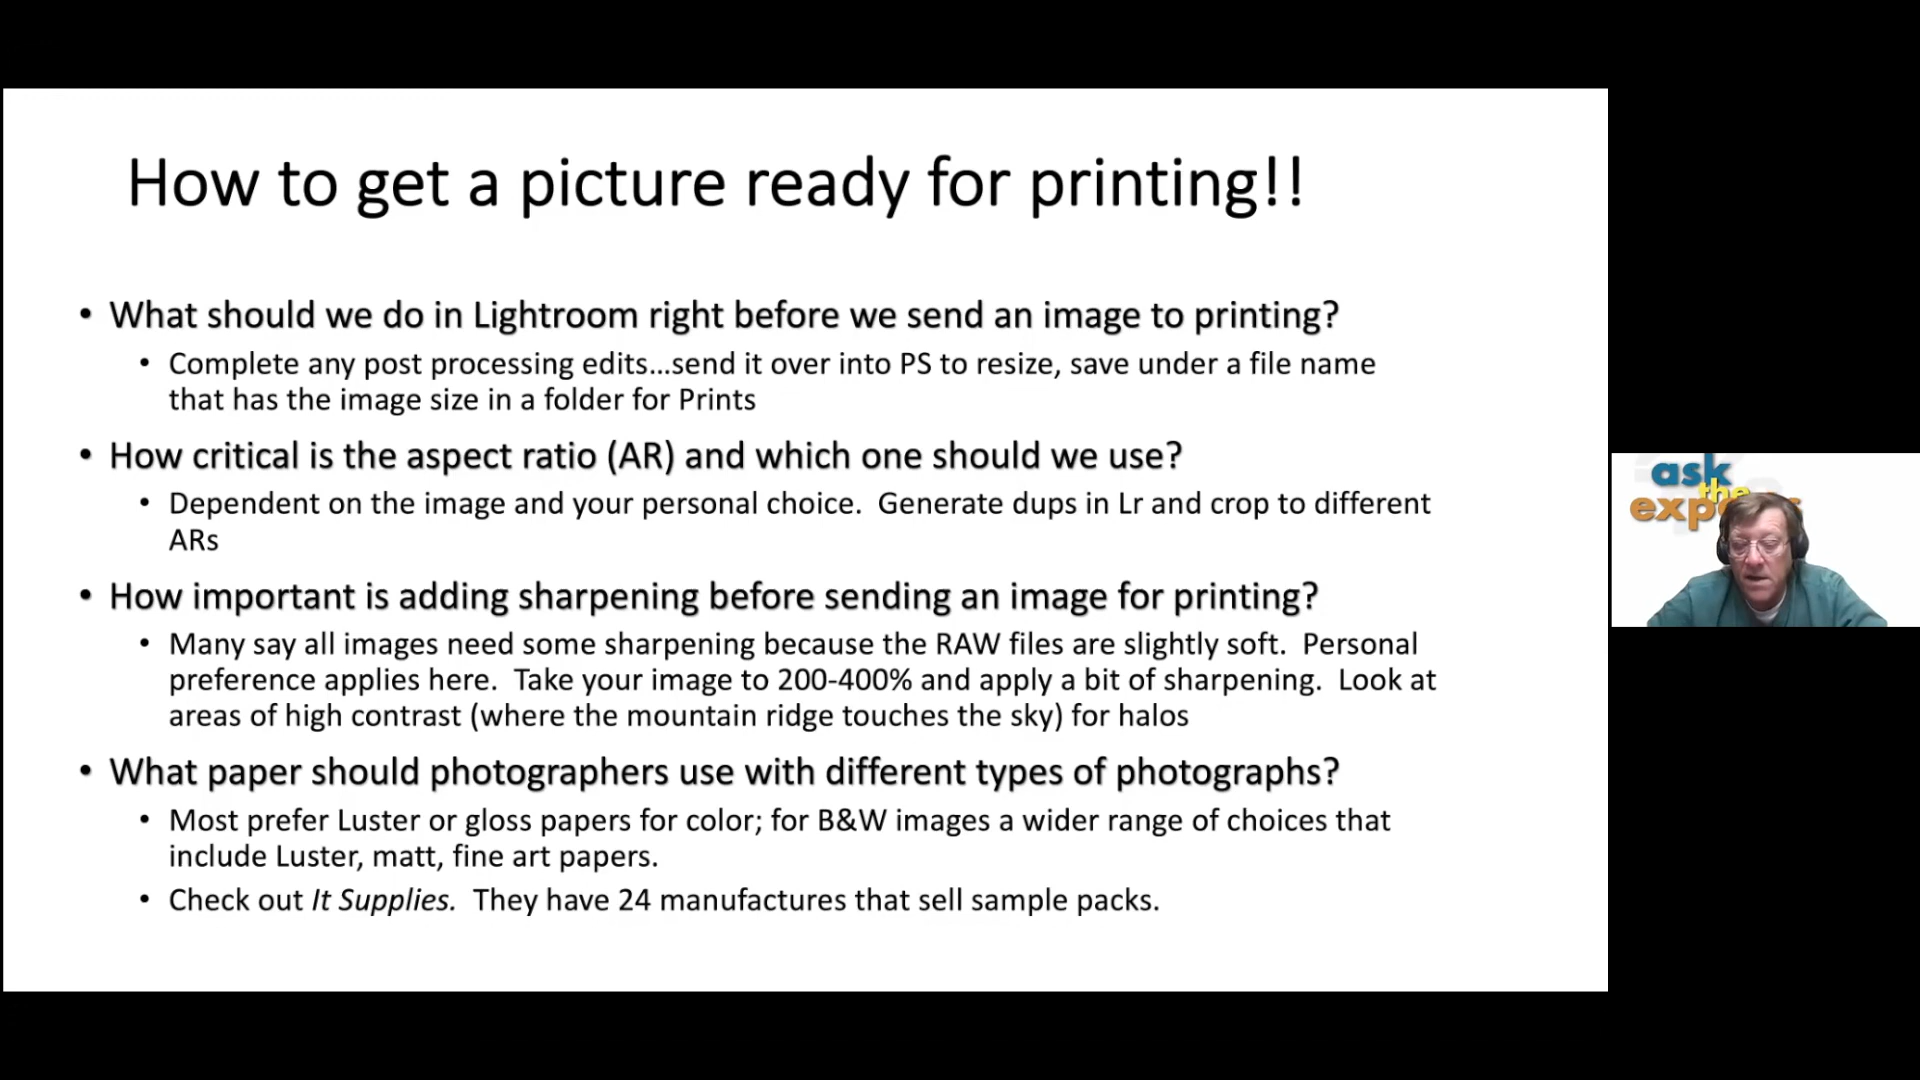 How to get a picture ready for printing!!
• What should we do in Lightroom right before we send an image to printing?
• Complete any post processing edits...send it over into PS to resize, save under a file name
that has the image size in a folder for Prints
• How critical is the aspect ratio (AR) and which one should we use?
• Dependent on the image and your personal choice.  Generate dups in Lr and crop to different
ARs
• How important is adding sharpening before sending an image for printing?
• Many say all images need some sharpening because the RAW files are slightly soft.  Personal
preference applies here.  Take your image to 200-400% and apply a bit of sharpening.  Look at
areas of high contrast (where the mountain ridge touches the sky) for halos
• What paper should photographers use with different types of photographs?
• Most prefer Luster or gloss papers for color; for B&W images a wider range of choices that
include Luster, matt, fine art papers.
• Check out It Supplies.  They have 24 manufactures that sell sample packs.
ask
the